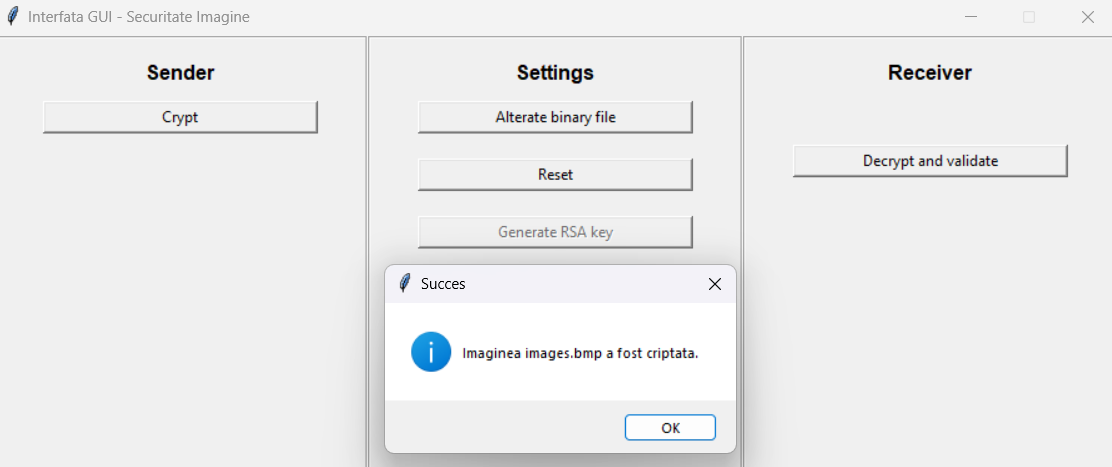 Interfata GUI - Securitate Imagine
Sender
Settings
Receiver
Crypt
Alterate binary file
Decrypt and validate
Reset
Generate RSA key
Succes
Imaginea images.bmp a fost criptata.
OK